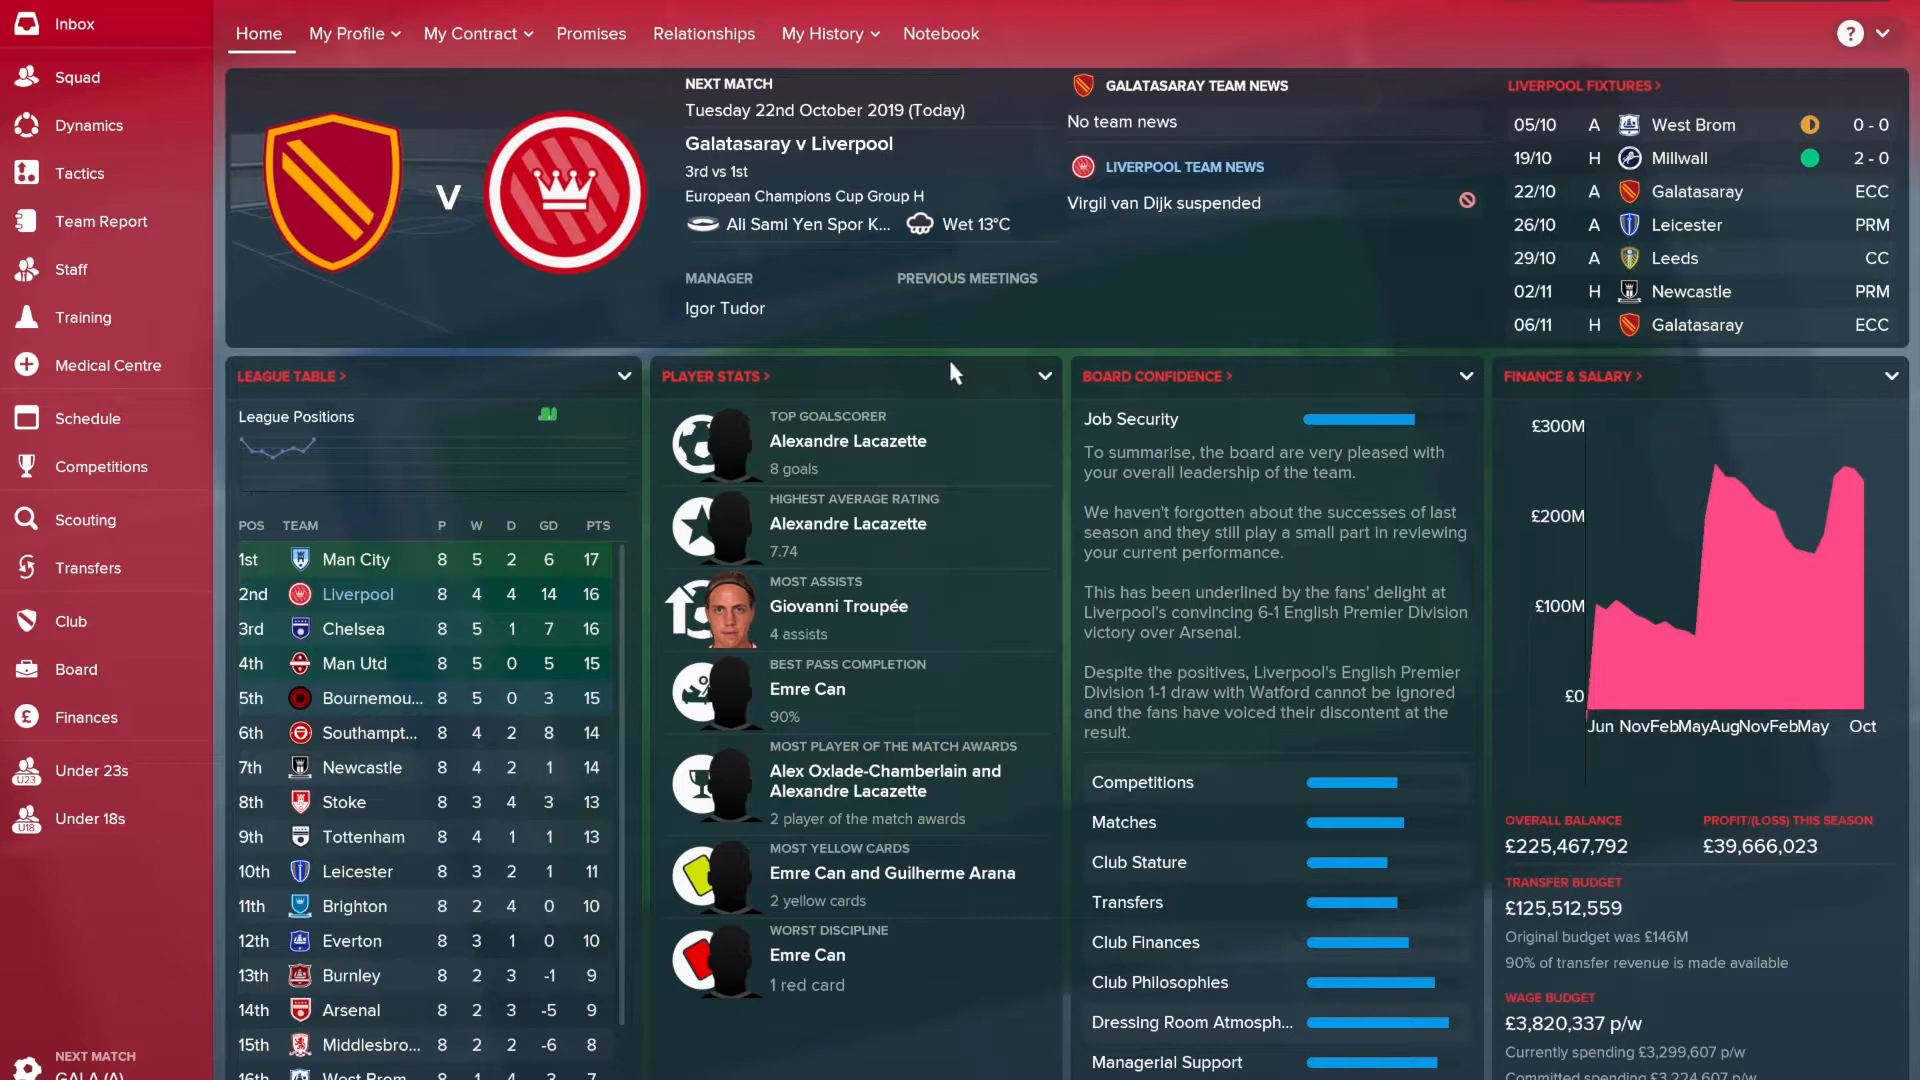 Inbox
Squad
Dynamics
Tactics
Team Report
Staff
Training
Medical Centre
Schedule
Competitions
Scouting
Transfers
Club
Board
Finances
U23
Under 23s
U18
Under 18s
NEXT MATCH
GALA (A)
Home
My Profile
My Contract
Promises
Relationships
My History
Notebook
?
V
NEXT MATCH
Tuesday 22nd October 2019 (Today)
Galatasaray v Liverpool
3rd vs 1st
European Champions Cup Group H
Ali Sami Yen Spor K... Wet 13°C
MANAGER PREVIOUS MEETINGS
Igor Tudor
GALATASARAY TEAM NEWS
No team news
LIVERPOOL TEAM NEWS
Virgil van Dijk suspended
LIVERPOOL FIXTURES >
05/10 A West Brom 0 - 0
19/10 H Millwall 2 - 0
22/10 A Galatasaray ECC
26/10 A Leicester PRM
29/10 A Leeds CC
02/11 H Newcastle PRM
06/11 H Galatasaray ECC
LEAGUE TABLE >
League Positions
POS TEAM P W D GD PTS
1st Man City 8 5 2 6 17
2nd Liverpool 8 4 4 14 16
3rd Chelsea 8 5 1 7 16
4th Man Utd 8 5 0 5 15
5th Bournemou... 8 5 0 3 15
6th Southampt... 8 4 2 8 14
7th Newcastle 8 4 2 1 14
8th Stoke 8 3 4 3 13
9th Tottenham 8 4 1 1 13
10th Leicester 8 3 2 1 11
11th Brighton 8 2 4 0 10
12th Everton 8 3 1 0 10
13th Burnley 8 2 3 -1 9
14th Arsenal 8 2 3 -5 9
15th Middlesbro... 8 2 2 -6 8
16th West Brom 8 1 4 -3 7
PLAYER STATS >
TOP GOALSCORER
Alexandre Lacazette
8 goals
HIGHEST AVERAGE RATING
Alexandre Lacazette
7.74
MOST ASSISTS
Giovanni Troupée
4 assists
BEST PASS COMPLETION
Emre Can
90%
MOST PLAYER OF THE MATCH AWARDS
Alex Oxlade-Chamberlain and
Alexandre Lacazette
2 player of the match awards
MOST YELLOW CARDS
Emre Can and Guilherme Arana
2 yellow cards
WORST DISCIPLINE
Emre Can
1 red card
BOARD CONFIDENCE >
Job Security
To summarise, the board are very pleased with
your overall leadership of the team.
We haven't forgotten about the successes of last
season and they still play a small part in reviewing
your current performance.
This has been underlined by the fans' delight at
Liverpool's convincing 6-1 English Premier Division
victory over Arsenal.
Despite the positives, Liverpool's English Premier
Division 1-1 draw with Watford cannot be ignored
and the fans have voiced their discontent at the
result.
Competitions
Matches
Club Stature
Transfers
Club Finances
Club Philosophies
Dressing Room Atmosph...
Managerial Support
FINANCE & SALARY >
£300M
£200M
£100M
£0
Jun NovFebMayAugNovFebMay Oct
OVERALL BALANCE PROFIT/(LOSS) THIS SEASON
£225,467,792 £39,666,023
TRANSFER BUDGET
£125,512,559
Original budget was £146M
90% of transfer revenue is made available
WAGE BUDGET
£3,820,337 p/w
Currently spending £3,299,607 p/w
Committed spending £3,224,607 p/w